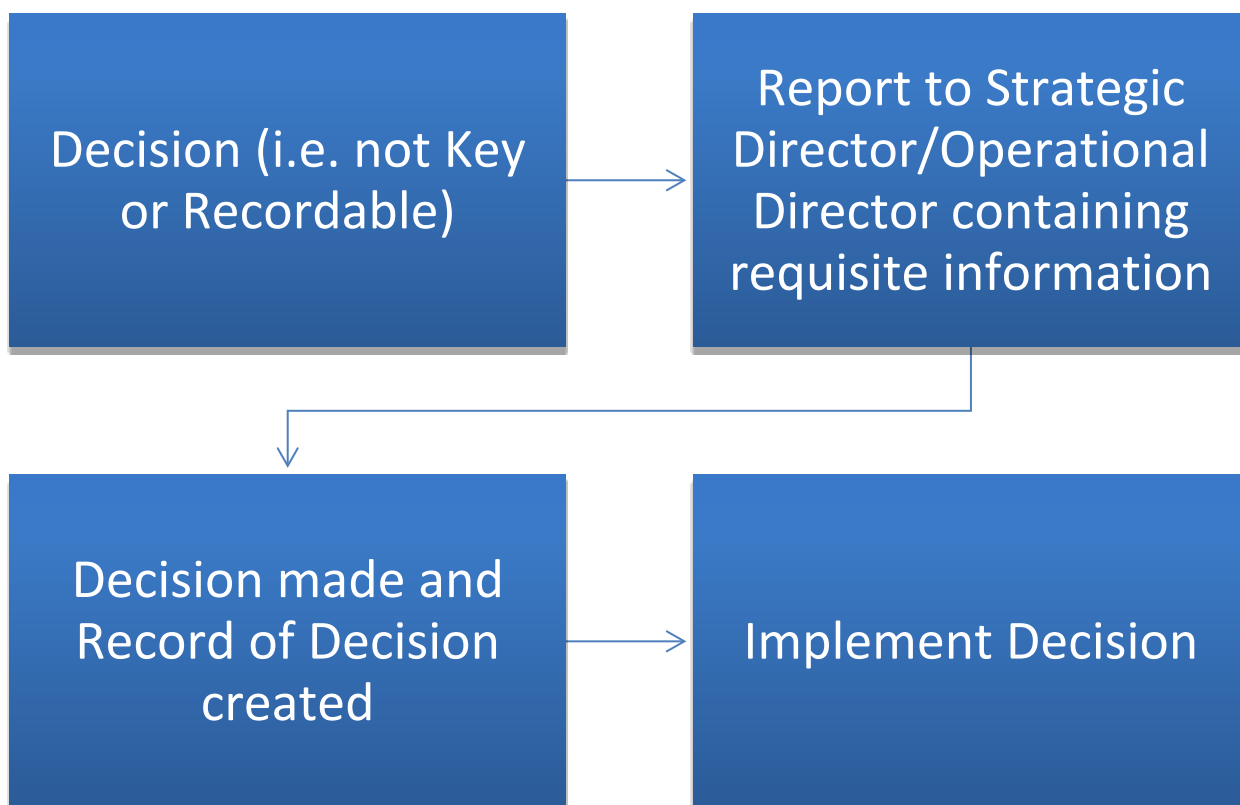 Decision (i.e. not Key
or Recordable)
Report to Strategic
Director/Operational
Director containing
requisite information
Decision made and
Record of Decision
created
Implement Decision